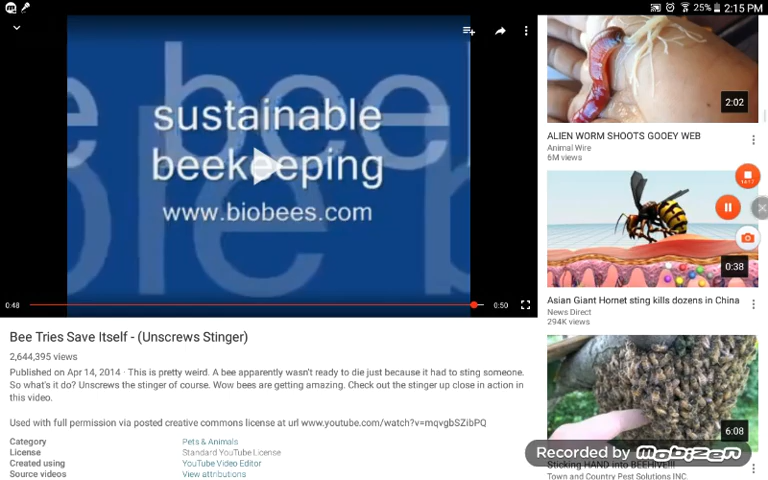 25% 2:15 PM
sustainable
beekeeping
www.biobees.com
0:48
0:50
Bee Tries Save Itself - (Unscrews Stinger)
2,644,395 views
Published on Apr 14, 2014 · This is pretty weird. A bee apparently wasn't ready to die just because it had to sting someone.
So what's it do? Unscrews the stinger of course. Wow bees are getting amazing. Check out the stinger up close in action in
this video.
Used with full permission via posted creative commons license at url www.youtube.com/watch?v=mqvgbSZibPQ
Category Pets & Animals
License Standard YouTube License
Created using YouTube Video Editor
Source videos View attributions
2:02
ALIEN WORM SHOOTS GOOEY WEB
Animal Wire
6M views
0:38
Asian Giant Hornet sting kills dozens in China
News Direct
294K views
6:08
Recorded by Mobizen
Sticking HAND into BEEHIVE!!!
Town and Country Pest Solutions INC.